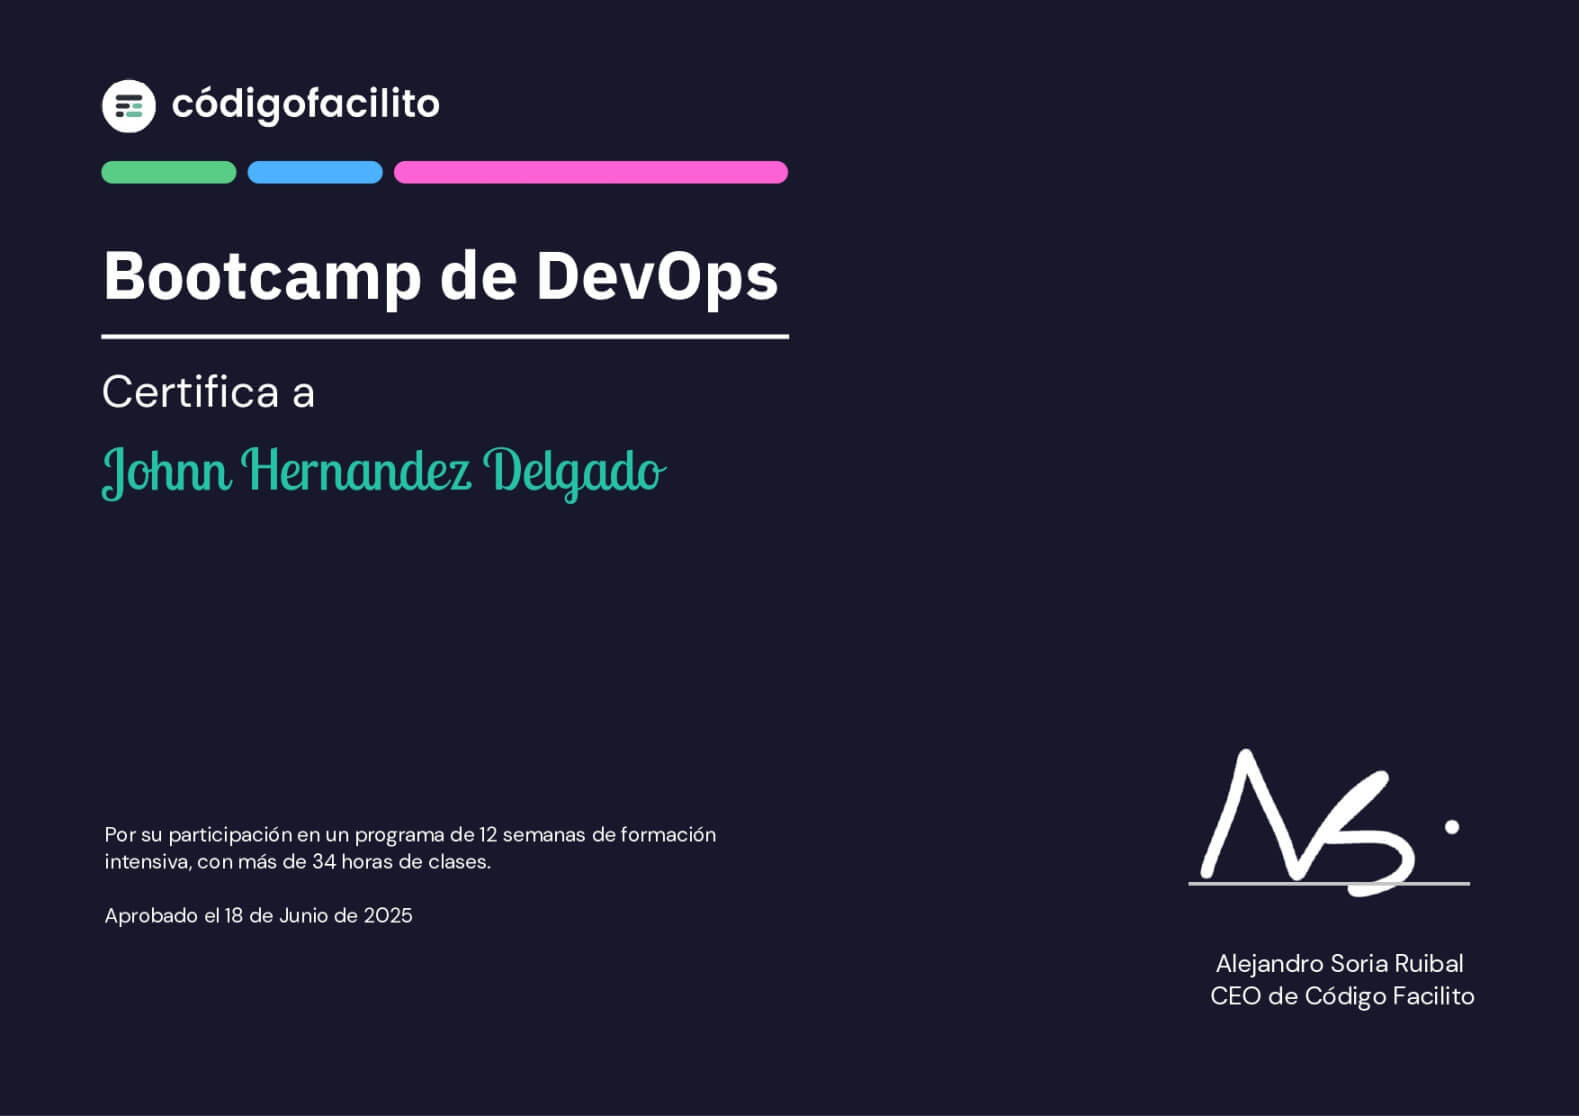 códigofacilito
Bootcamp de DevOps
Certifica a
Johnn Hernandez Delgado
Por su participación en un programa de 12 semanas de formación
intensiva, con más de 34 horas de clases.
Aprobado el 18 de Junio de 2025
Alejandro Soria Ruibal
CEO de Código Facilito